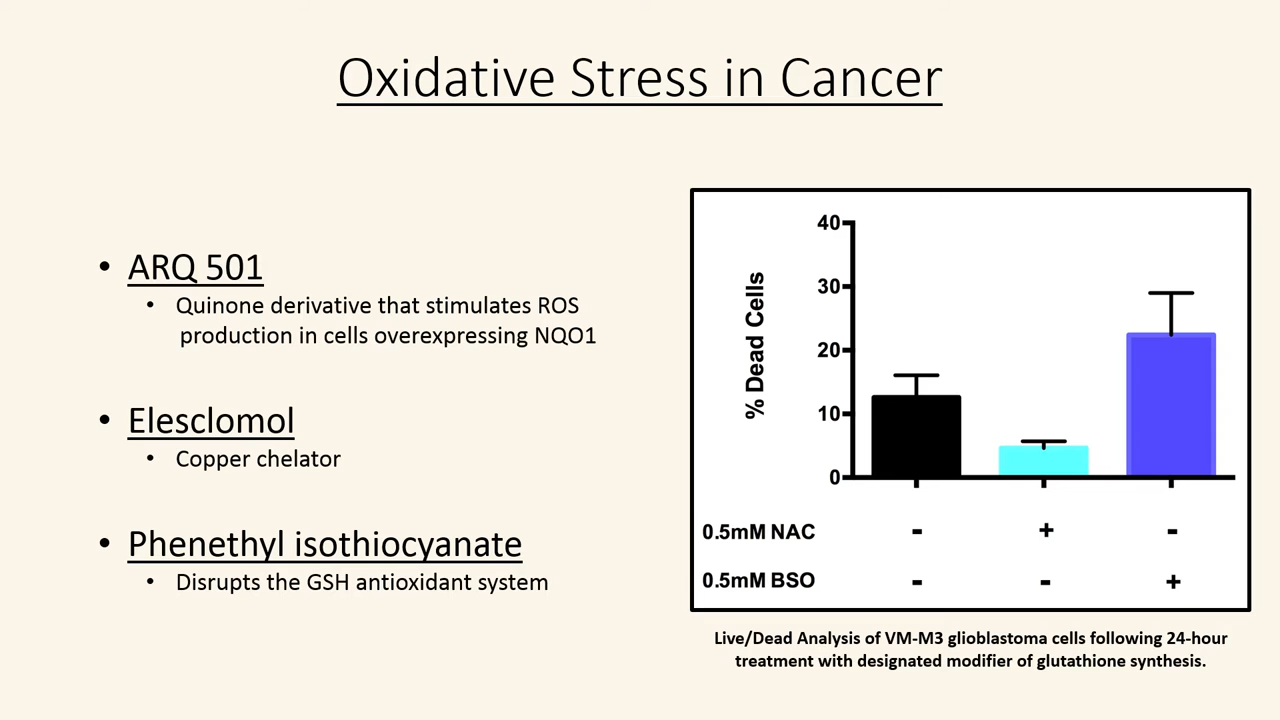 Oxidative Stress in Cancer
• ARQ 501
• Quinone derivative that stimulates ROS
production in cells overexpressing NQO1
• Elesclomol
• Copper chelator
• Phenethyl isothiocyanate
• Disrupts the GSH antioxidant system
% Dead Cells
40
30
20
10
0
0.5mM NAC - + -
0.5mM BSO - - +
Live/Dead Analysis of VM-M3 glioblastoma cells following 24-hour
treatment with designated modifier of glutathione synthesis.